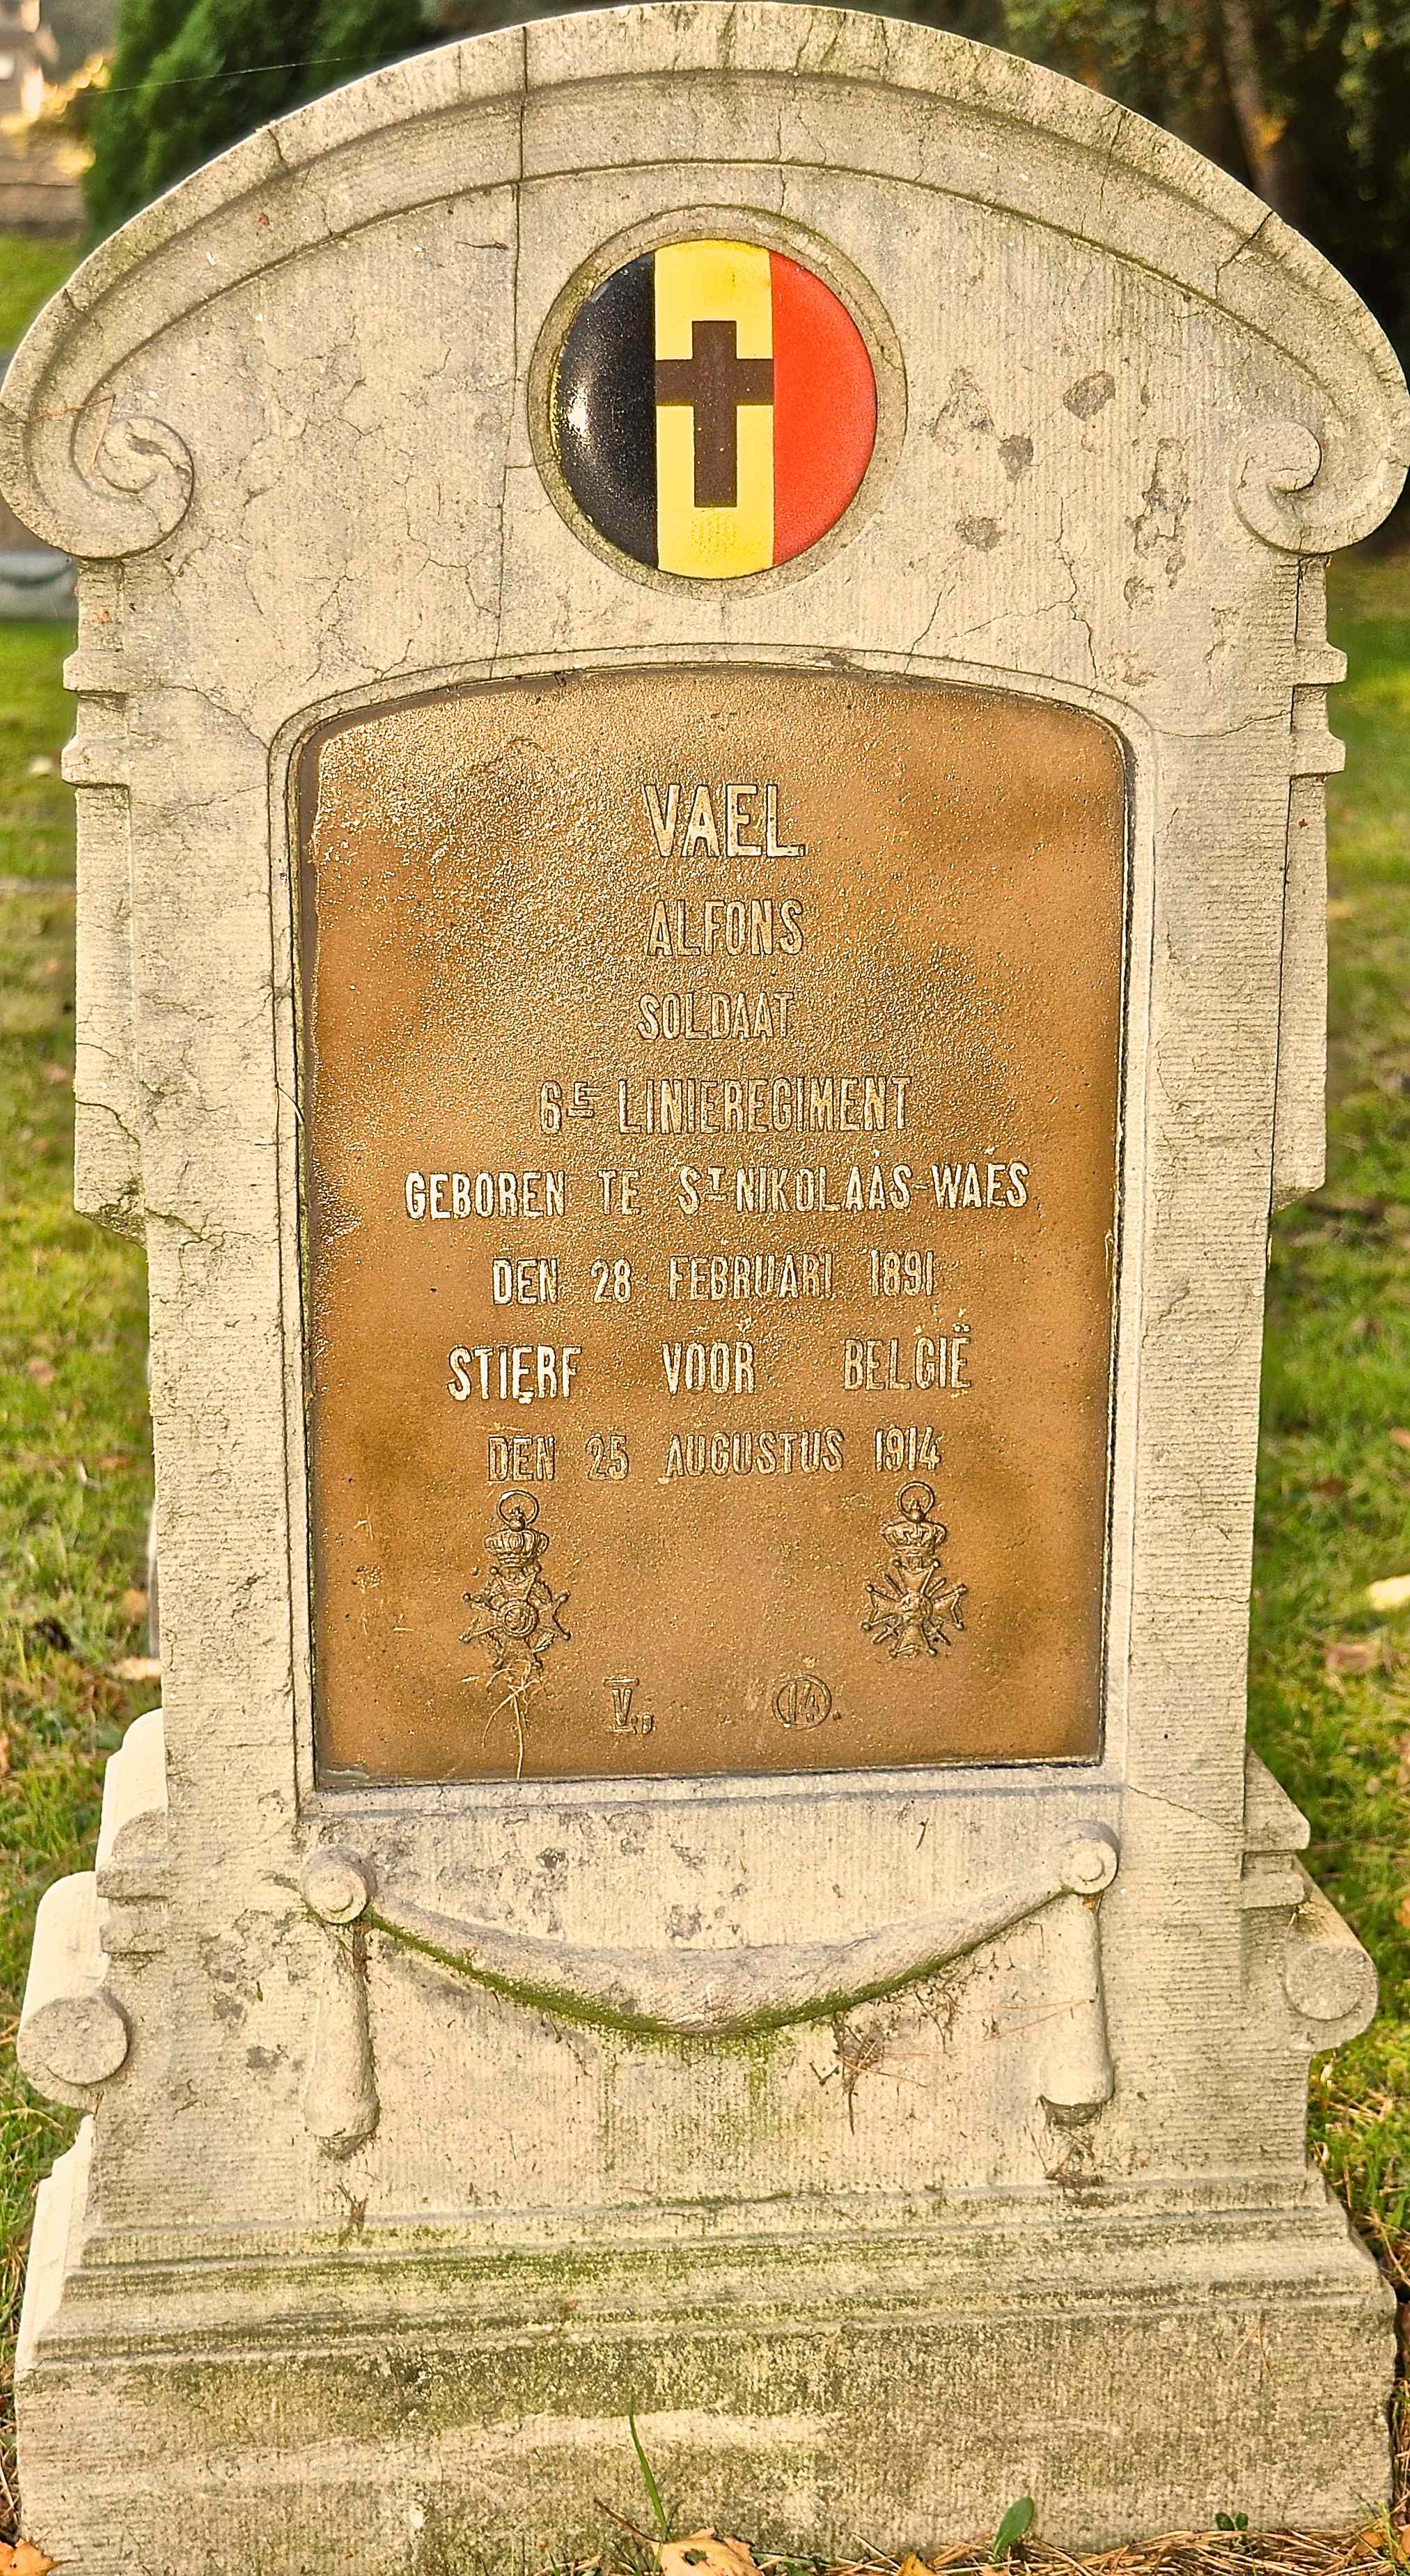 VAEL
ALFONS
SOLDAAT
6E LINIEREGIMENT
GEBOREN TE ST NIKOLAAS-WAES
DEN 28 FEBRUARI 1891
STIERF VOOR BELGIË
DEN 25 AUGUSTUS 1914
V. 14.